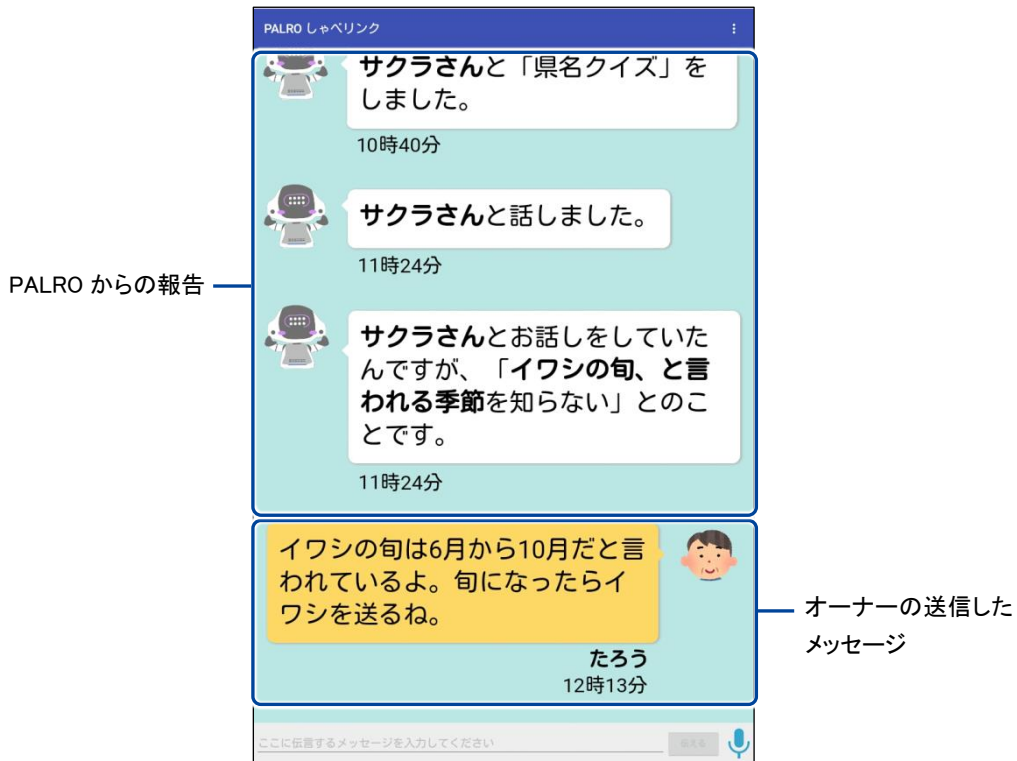 PALRO しゃべリンク
サクラさんと「県名クイズ」を
しました。
10時40分
サクラさんと話しました。
11時24分
PALRO からの報告
サクラさんとお話しをしていた
んですが、「イワシの旬、と言
われる季節を知らない」とのこ
とです。
11時24分
イワシの旬は6月から10月だと言
われているよ。旬になったらイ
ワシを送るね。
たろう
12時13分
オーナーの送信した
メッセージ
ここに伝言するメッセージを入力してください
伝える